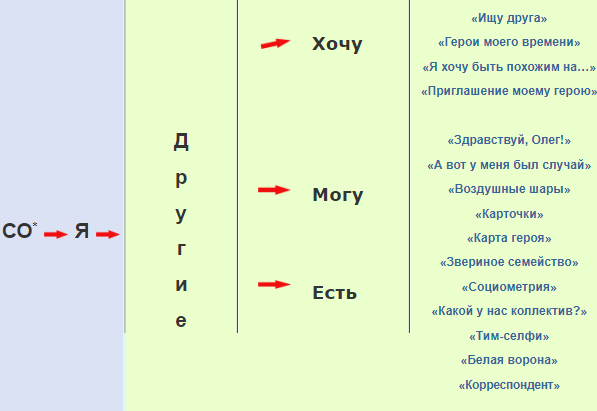 СО*
Я
Другие
Хочу
Могу
Есть
«Ищу друга»
«Герои моего времени»
«Я хочу быть похожим на...»
«Приглашение моему герою»
«Здравствуй, Олег!»
«А вот у меня был случай»
«Воздушные шары»
«Карточки»
«Карта героя»
«Звериное семейство»
«Социометрия»
«Какой у нас коллектив?»
«Тим-селфи»
«Белая ворона»
«Корреспондент»